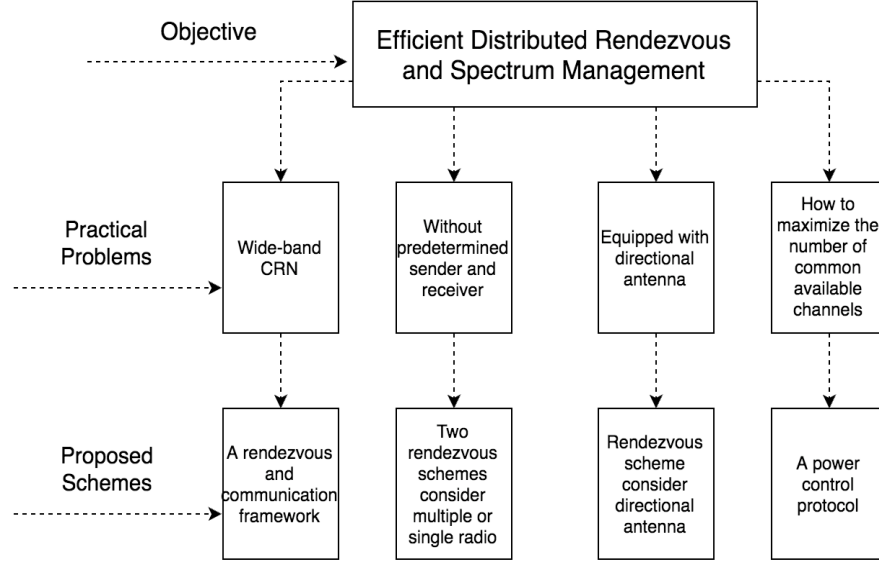 Objective
Efficient Distributed Rendezvous
and Spectrum Management
Practical
Problems
Wide-band
CRN
Without
predetermined
sender and
receiver
Equipped with
directional
antenna
How to
maximize the
number of
common
available
channels
Proposed
Schemes
A rendezvous
and
communication
framework
Two
rendezvous
schemes
consider
multiple or
single radio
Rendezvous
scheme
consider
directional
antenna
A power
control
protocol